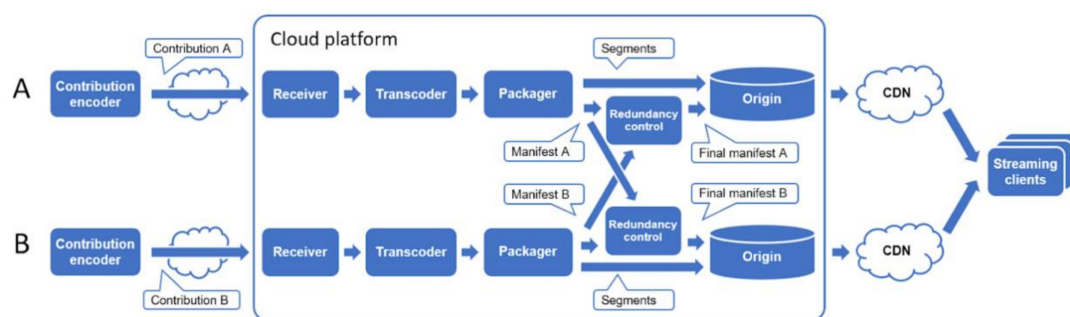 Cloud platform
Contribution A
Segments
A
Contribution
encoder
Receiver
Transcoder
Packager
Redundancy
control
Origin
CDN
Manifest A
Final manifest A
Streaming
clients
Manifest B
Final manifest B
B
Contribution
encoder
Receiver
Transcoder
Packager
Redundancy
control
Origin
CDN
Contribution B
Segments